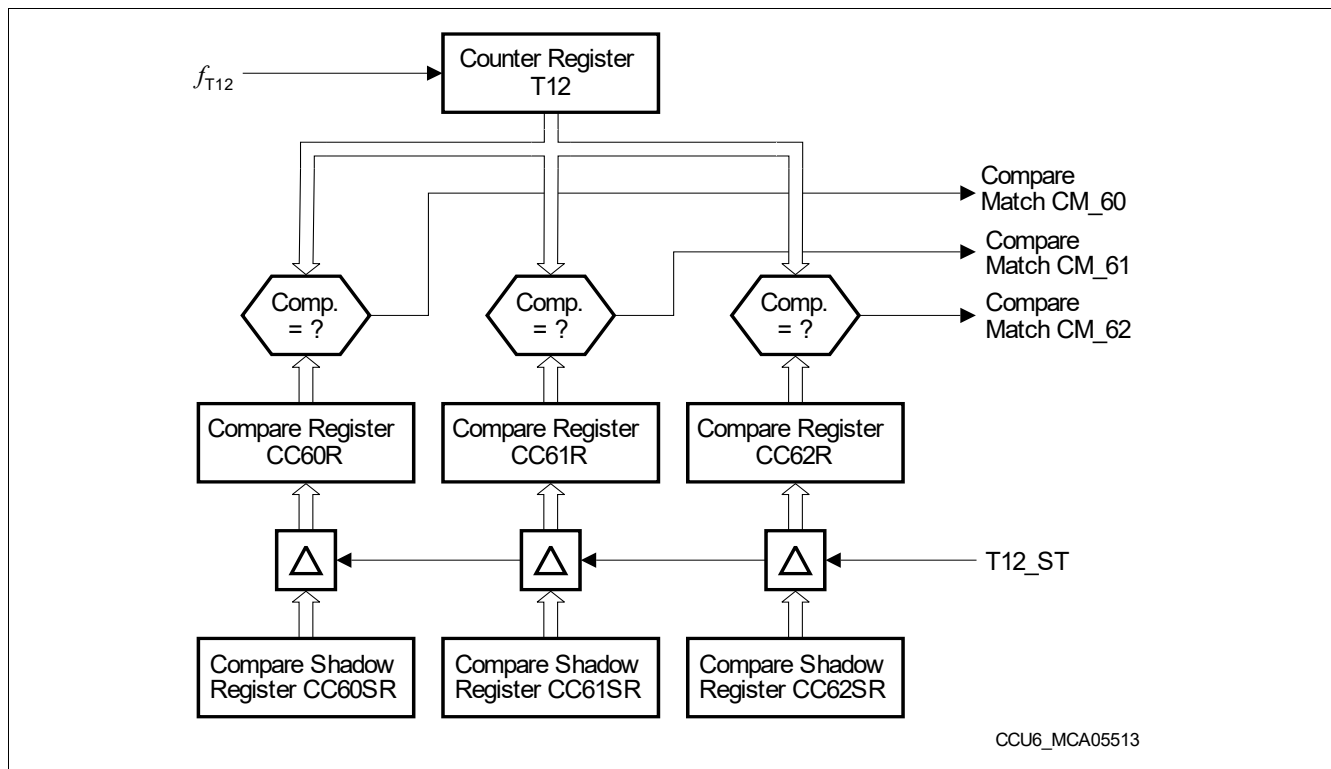 Counter Register
T12
fT12
Compare
Match CM_60
Compare
Match CM_61
Compare
Match CM_62
Comp.
= ?
Comp.
= ?
Comp.
= ?
Compare Register
CC60R
Compare Register
CC61R
Compare Register
CC62R
T12_ST
Compare Shadow
Register CC60SR
Compare Shadow
Register CC61SR
Compare Shadow
Register CC62SR
CCU6_MCA05513